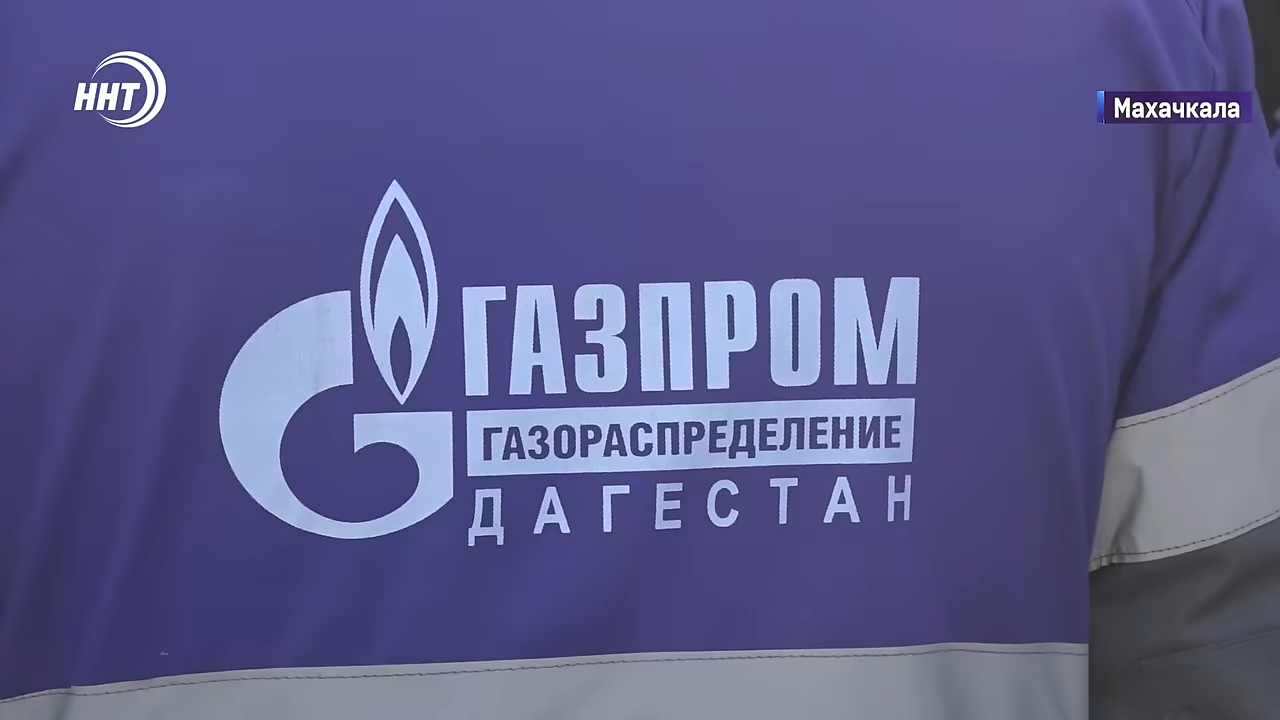 ННТ
Махачкала
ГАЗПРОМ
ГАЗОРАСПРЕДЕЛЕНИЕ
ДАГЕСТАН